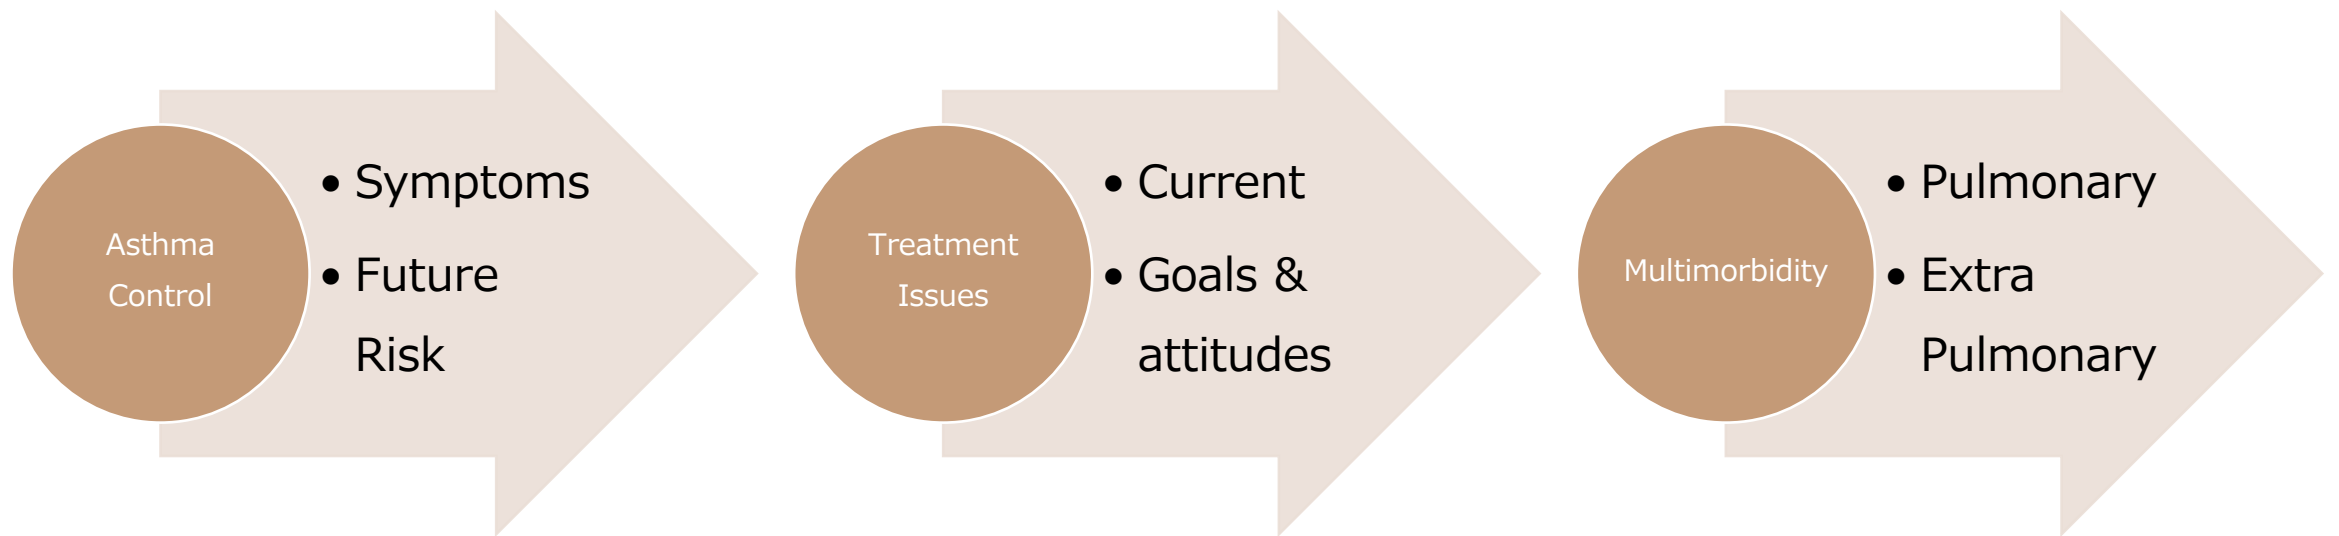 Asthma
Control
• Symptoms
• Future
Risk
Treatment
Issues
• Current
• Goals &
attitudes
Multimorbidity
• Pulmonary
• Extra
Pulmonary